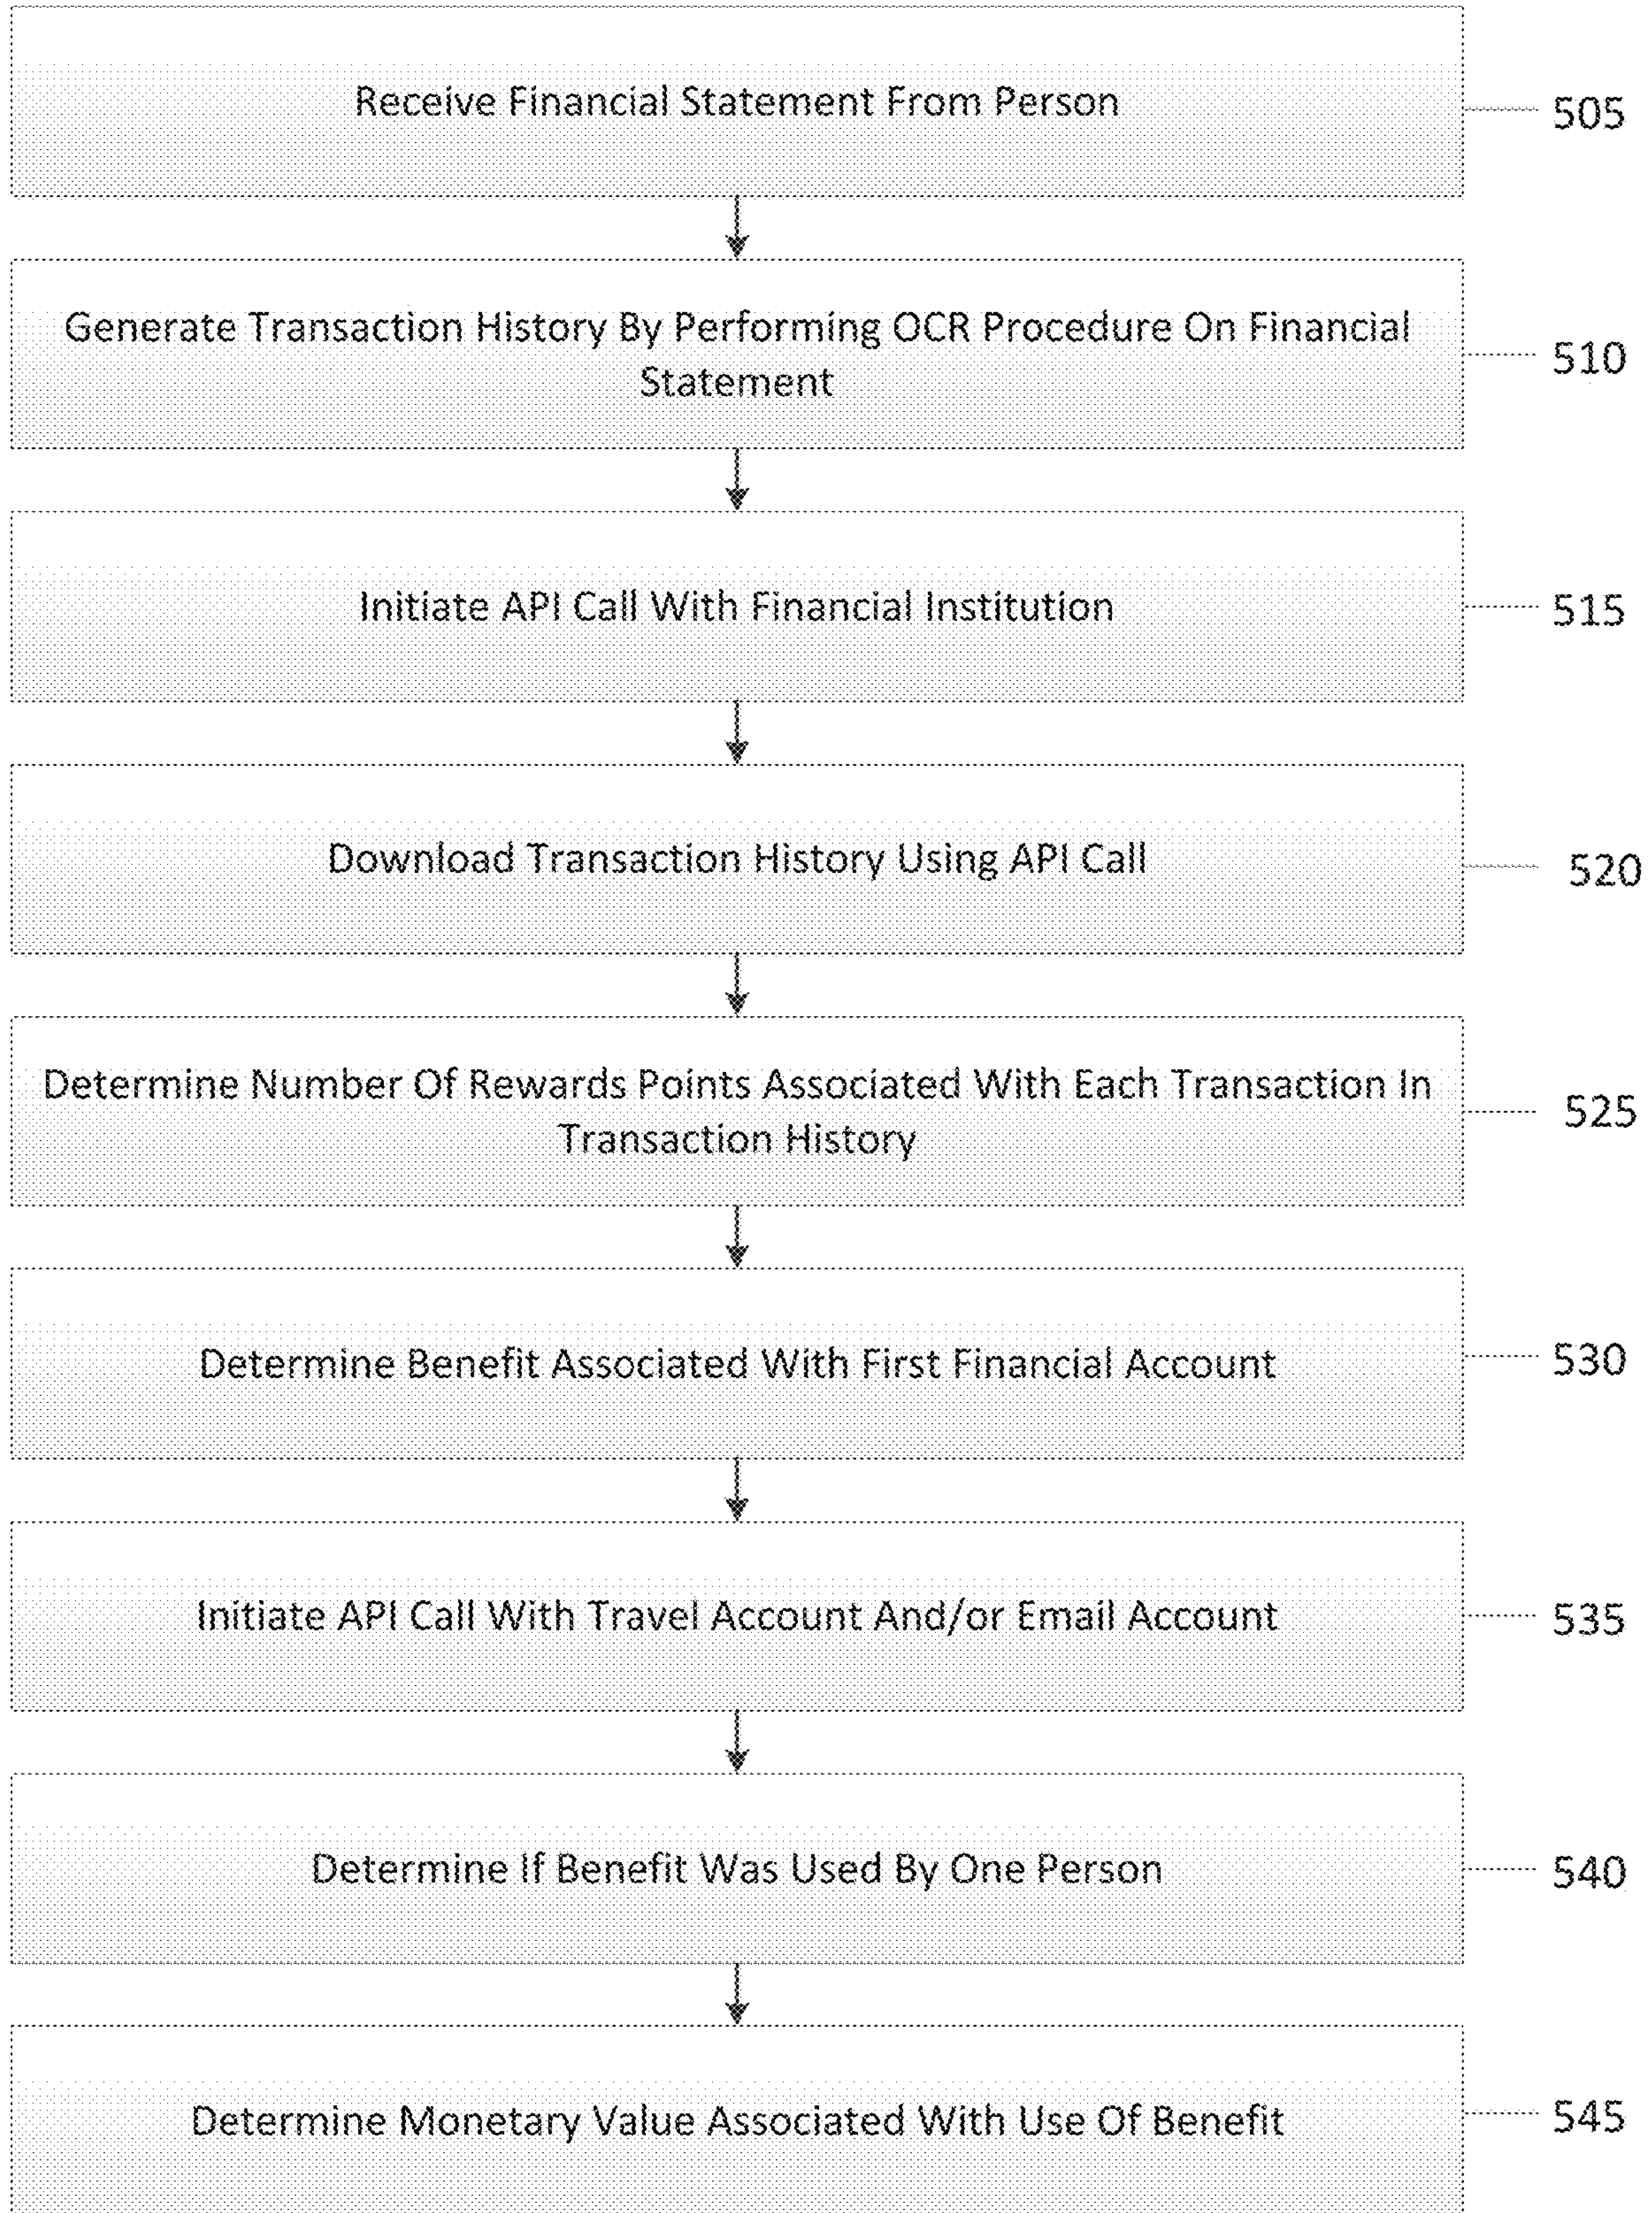 Receive Financial Statement From Person
505
Generate Transaction History By Performing OCR Procedure On Financial
Statement
510
Initiate API Call With Financial Institution
515
Download Transaction History Using API Call
520
Determine Number Of Rewards Points Associated With Each Transaction In
Transaction History
525
Determine Benefit Associated With First Financial Account
530
Initiate API Call With Travel Account And/or Email Account
535
Determine If Benefit Was Used By One Person
540
Determine Monetary Value Associated With Use Of Benefit
545